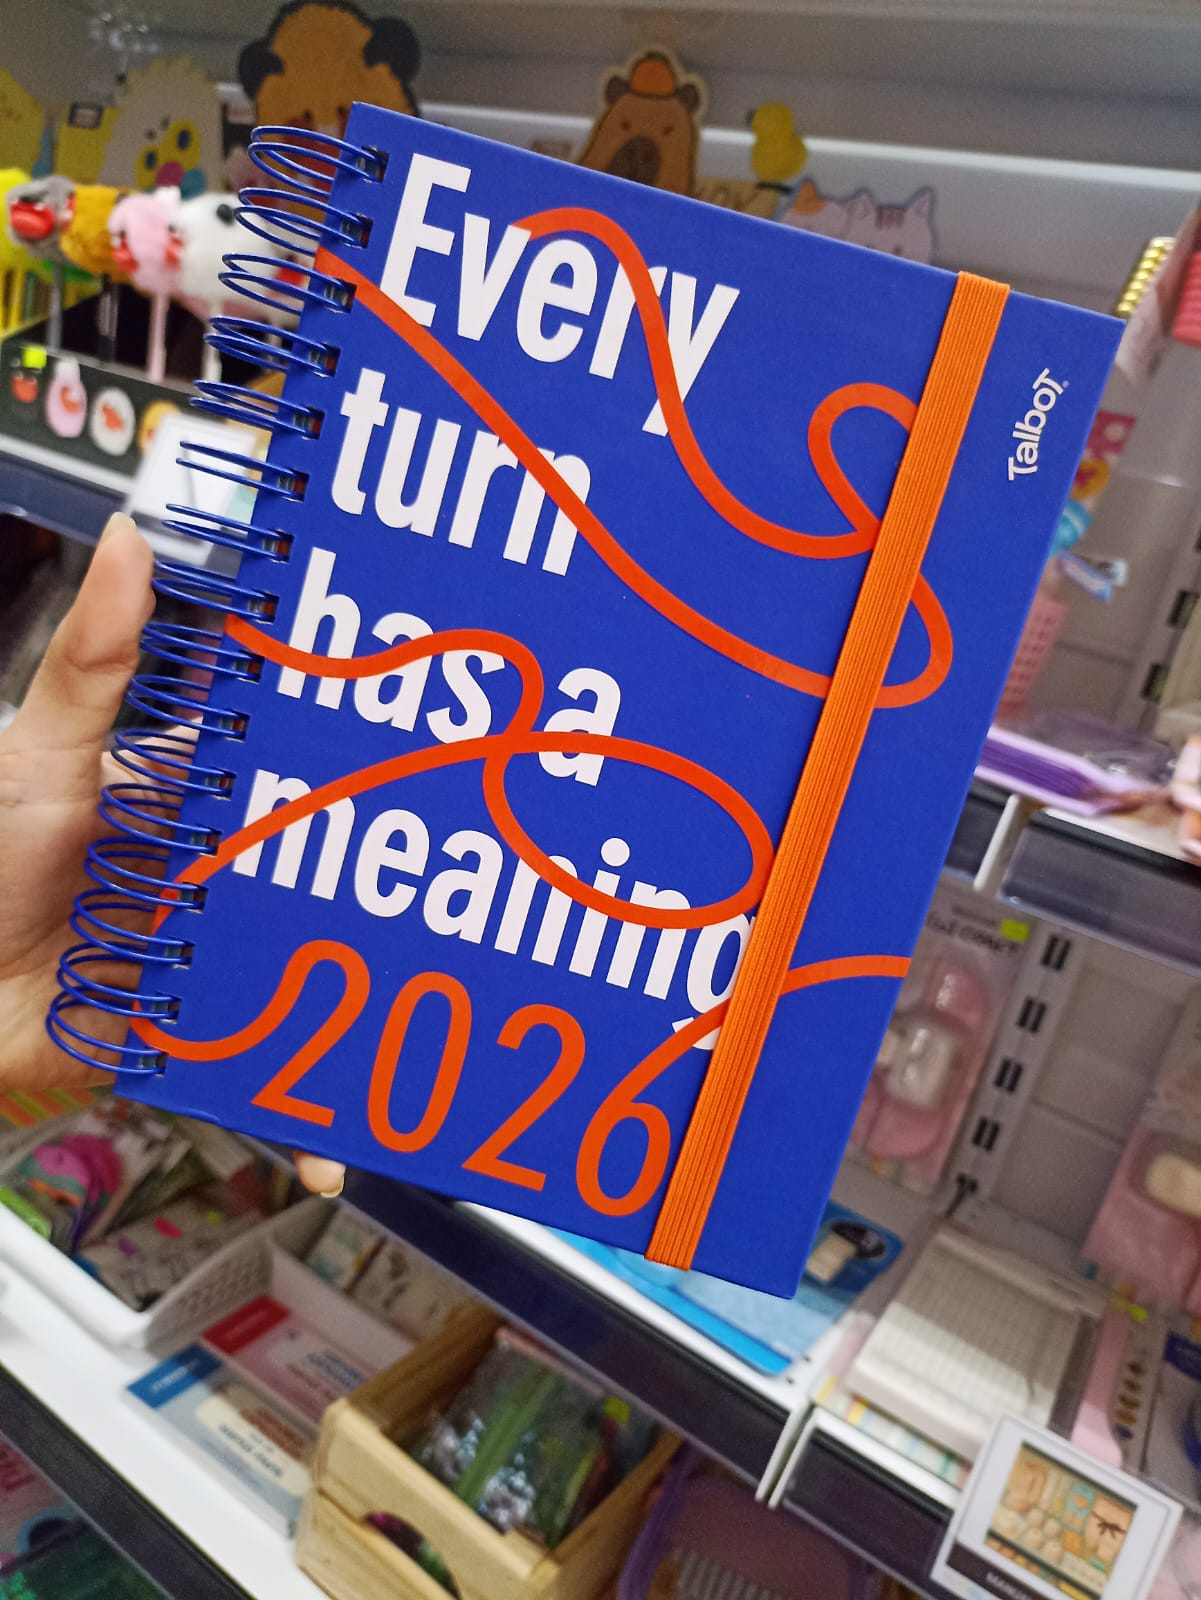 Every
turn
has a
meaning
2026
Talbot